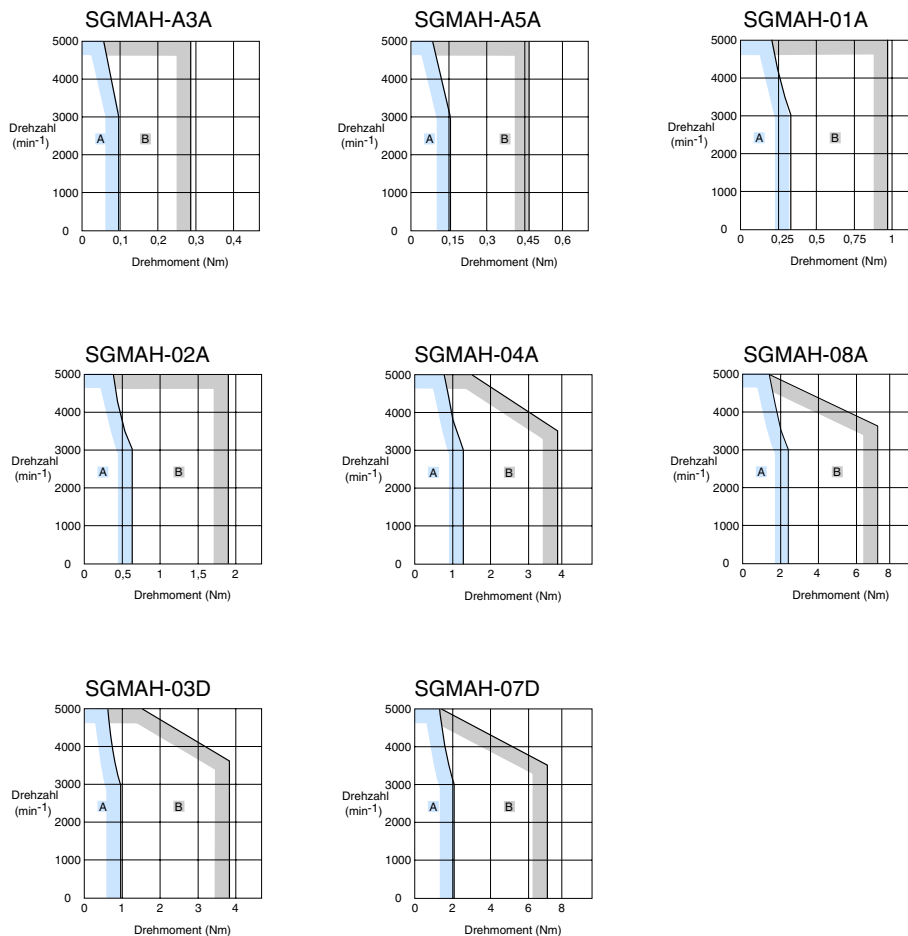 SGMAH-A3A
5000
4000
3000
Drehzahl
(min-1)
A
B
2000
1000
0
0
0,1
0,2
0,3
0,4
Drehmoment (Nm)
SGMAH-A5A
5000
4000
3000
Drehzahl
(min-1)
A
B
2000
1000
0
0
0,15
0,3
0,45
0,6
Drehmoment (Nm)
SGMAH-01A
5000
4000
3000
Drehzahl
(min-1)
A
B
2000
1000
0
0
0,25
0,5
0,75
1
Drehmoment (Nm)
SGMAH-02A
5000
4000
3000
Drehzahl
(min-1)
A
B
2000
1000
0
0
0,5
1
1,5
2
Drehmoment (Nm)
SGMAH-04A
5000
4000
3000
Drehzahl
(min-1)
A
B
2000
1000
0
0
1
2
3
4
Drehmoment (Nm)
SGMAH-08A
5000
4000
3000
Drehzahl
(min-1)
A
B
2000
1000
0
0
2
4
6
8
Drehmoment (Nm)
SGMAH-03D
5000
4000
3000
Drehzahl
(min-1)
A
B
2000
1000
0
0
1
2
3
4
Drehmoment (Nm)
SGMAH-07D
5000
4000
3000
Drehzahl
(min-1)
A
B
2000
1000
0
0
2
4
6
8
Drehmoment (Nm)